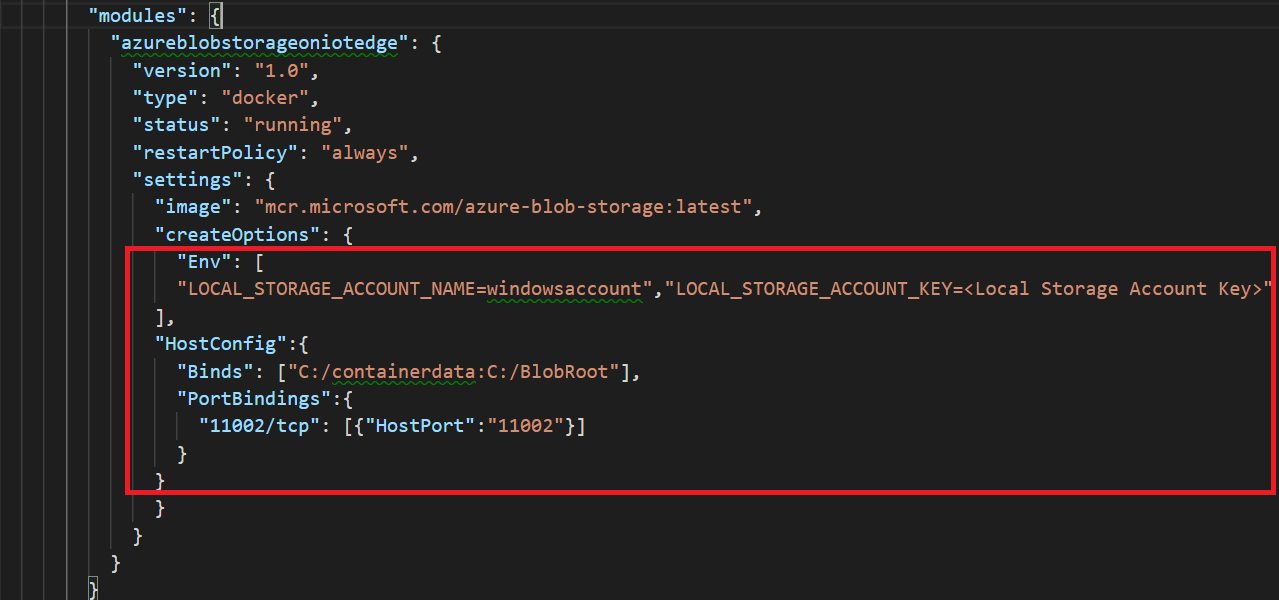 "modules": {
"azureblobstorageoniotedge": {
"version": "1.0",
"type": "docker",
"status": "running",
"restartPolicy": "always",
"settings": {
"image": "mcr.microsoft.com/azure-blob-storage:latest",
"createOptions": {
"Env": [
"LOCAL_STORAGE_ACCOUNT_NAME=windowsaccount","LOCAL_STORAGE_ACCOUNT_KEY=<Local Storage Account Key>"
],
"HostConfig":{
"Binds": ["C:/containerdata:C:/BlobRoot"],
"PortBindings":{
"11002/tcp": [{"HostPort":"11002"}]
}
}
}
}
}
}